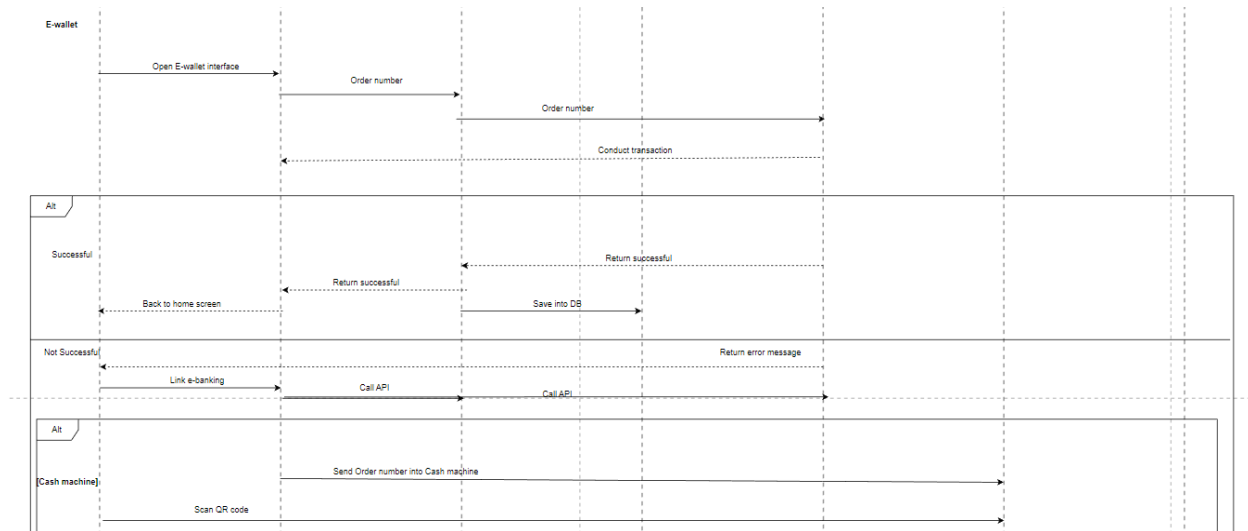 E-wallet
Open E-wallet interface
Order number
Order number
Conduct transaction
Alt
Successful
Return successful
Return successful
Back to home screen
Save into DB
Not Successful
Return error message
Link e-banking
Call API
Call API
Alt
Send Order number into Cash machine
[Cash machine]
Scan QR code